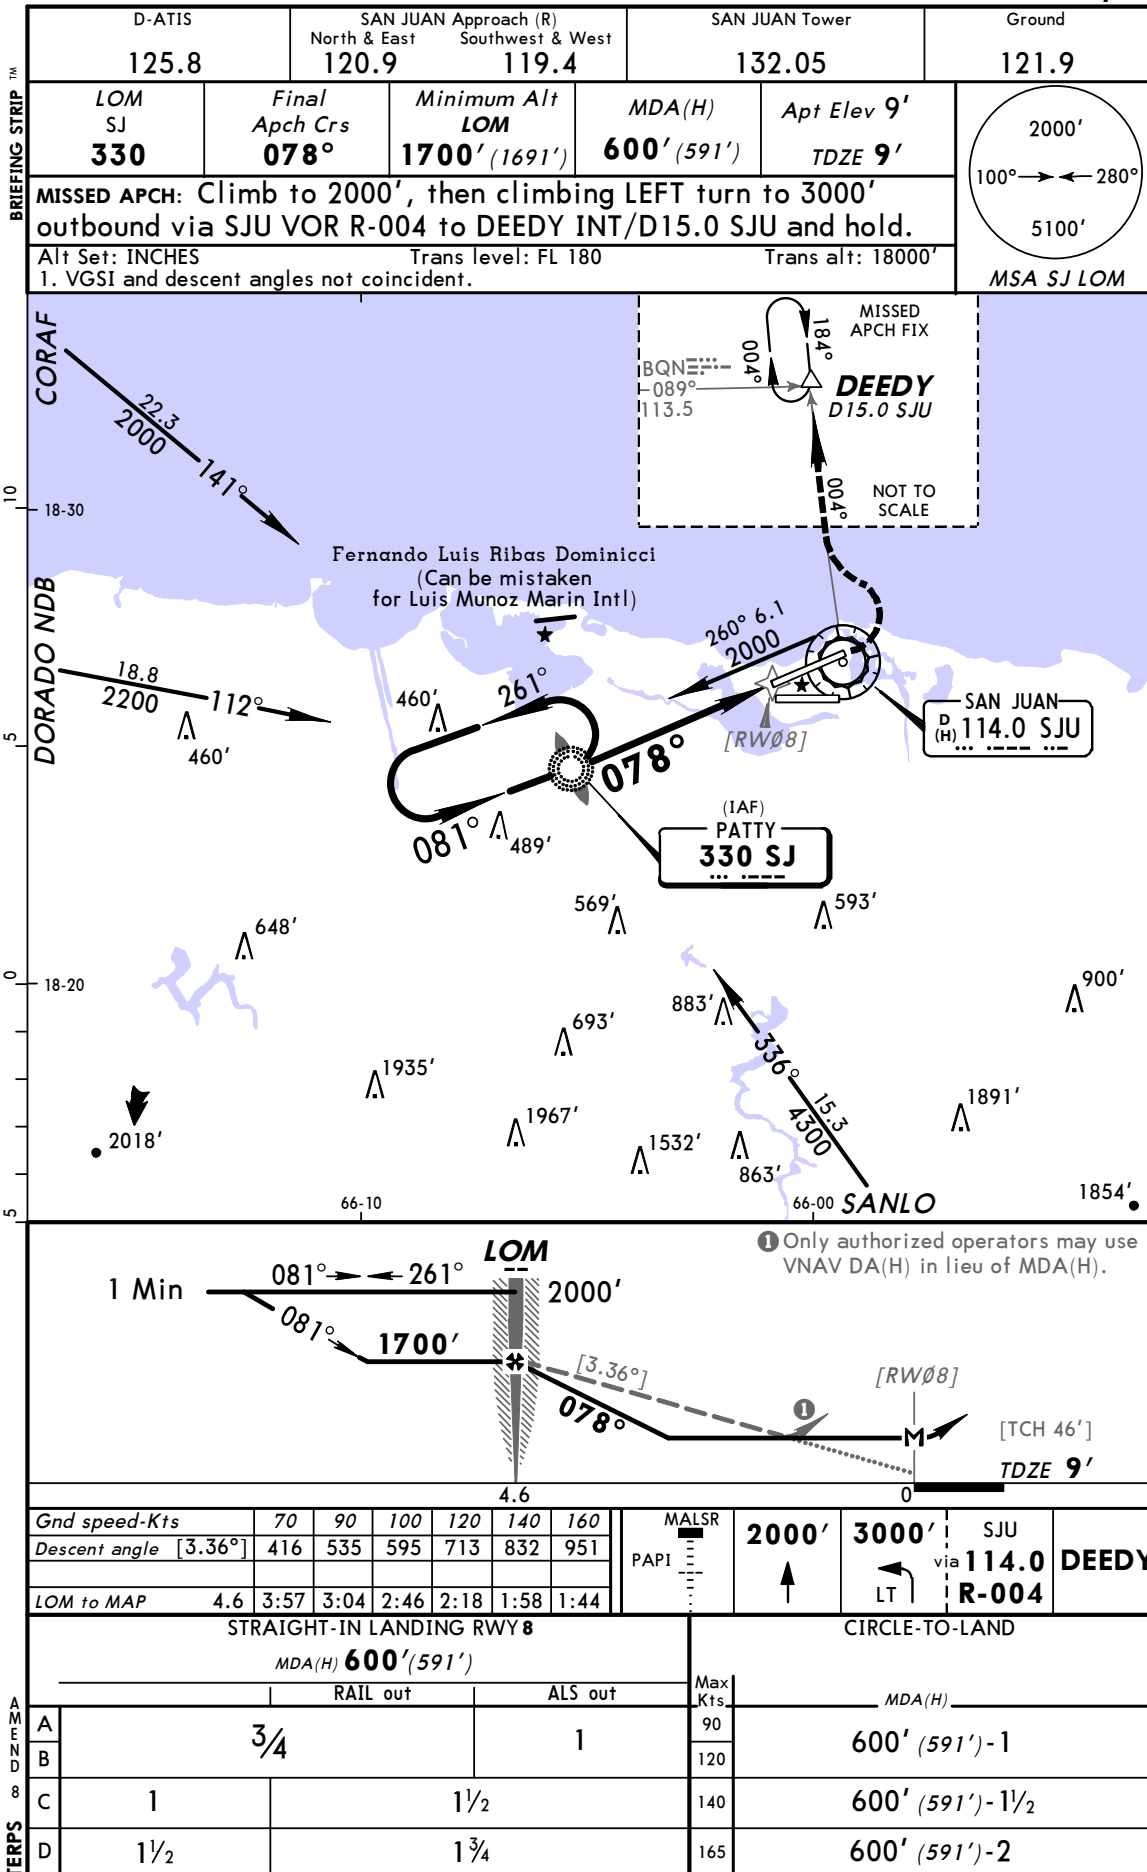 D-ATIS
125.8
SAN JUAN Approach (R)
North & East Southwest & West
120.9 119.4
SAN JUAN Tower
132.05
Ground
121.9
BRIEFING STRIP TM
LOM
SJ
330
Final
Apch Crs
078°
Minimum Alt
LOM
1700' (1691')
MDA(H)
600' (591')
Apt Elev 9'
TDZE 9'
2000'
100° 280°
5100'
MSA SJ LOM
MISSED APCH: Climb to 2000', then climbing LEFT turn to 3000'
outbound via SJU VOR R-004 to DEEDY INT/D15.0 SJU and hold.
Alt Set: INCHES Trans level: FL 180 Trans alt: 18000'
1. VGSI and descent angles not coincident.
CORAF
22.3
2000
141°
MISSED
APCH FIX
184°
004°
BQN
089°
113.5
DEEDY
D15.0 SJU
004°
NOT TO
SCALE
10
18-30
Fernando Luis Ribas Dominicci
(Can be mistaken
for Luis Munoz Marin Intl)
DORADO NDB
18.8
2200
112°
460'
460'
261°
260° 6.1
2000
[RWØ8]
078°
081°
489'
SAN JUAN
D
(H) 114.0 SJU
5
(IAF)
PATTY
330 SJ
569'
593'
648'
0
18-20
883'
900'
693'
336°
15.3
4300
1935'
1967'
1891'
2018'
1532'
863'
1854'
5
66-10
66-00
SANLO
1 Min
081° 261°
LOM
2000'
081°
1700'
[3.36°]
078°
1 Only authorized operators may use
VNAV DA(H) in lieu of MDA(H).
1
[RWØ8]
M
[TCH 46']
TDZE 9'
4.6
0
Gnd speed-Kts 70 90 100 120 140 160
Descent angle [3.36°] 416 535 595 713 832 951
LOM to MAP 4.6 3:57 3:04 2:46 2:18 1:58 1:44
MALSR
PAPI
2000'
3000'
LT
SJU
via 114.0
R-004
DEEDY
STRAIGHT-IN LANDING RWY 8
MDA(H) 600' (591')
RAIL out ALS out
CIRCLE-TO-LAND
Max
Kts
MDA(H)
A
B
3/4
1
90
120
600' (591') - 1
C 1 1 1/2 140 600' (591') - 1 1/2
D 1 1/2 1 3/4 165 600' (591') - 2
AMEND 8
TERPS